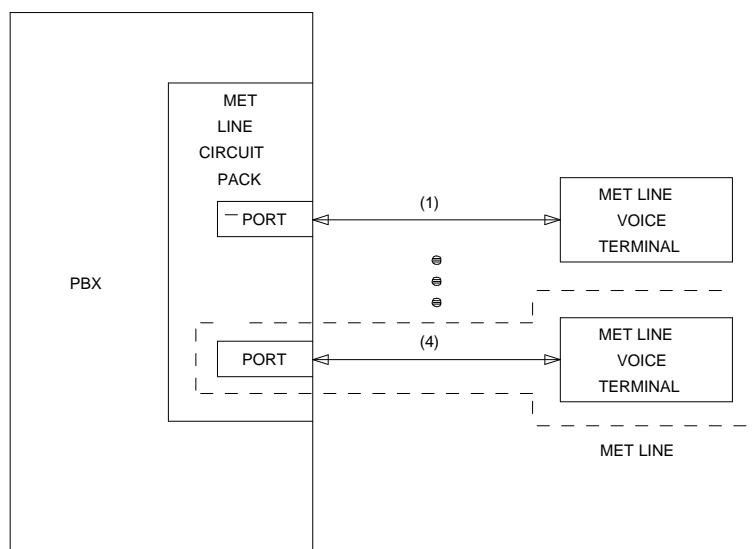 MET
LINE
CIRCUIT
PACK
PORT
(1)
MET LINE
VOICE
TERMINAL
PBX
PORT
(4)
MET LINE
VOICE
TERMINAL
MET LINE